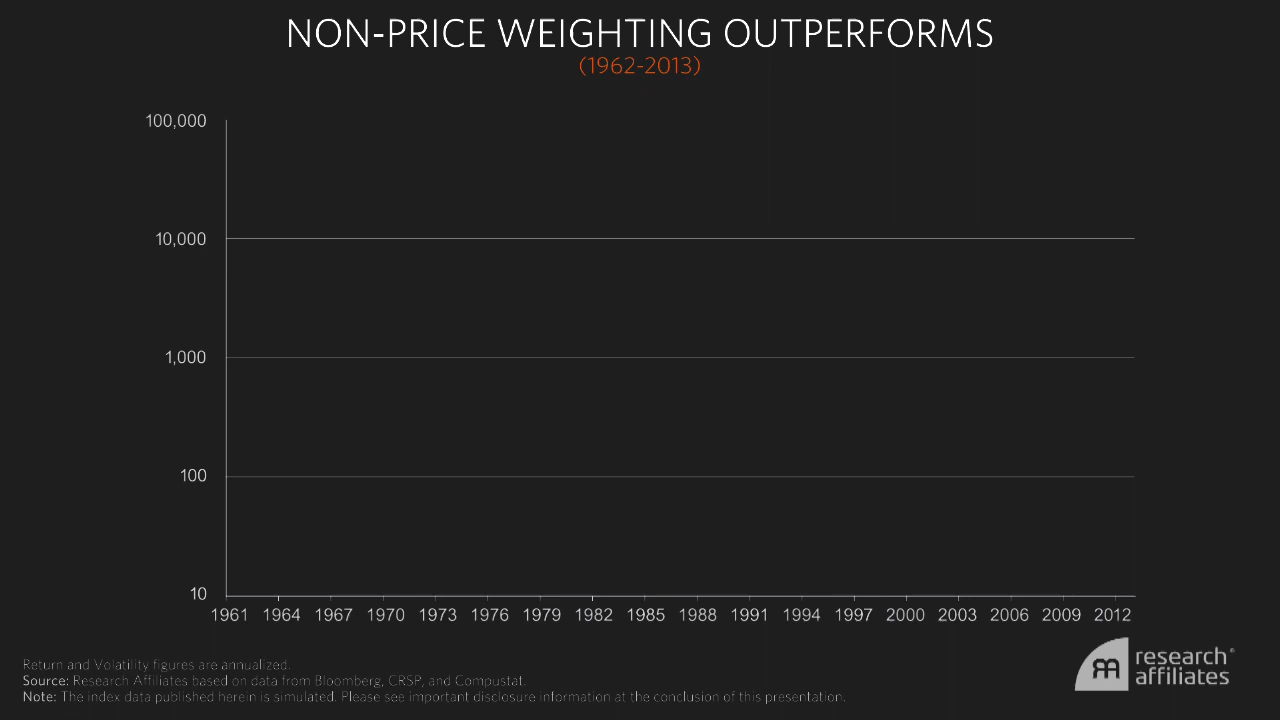 NON-PRICE WEIGHTING OUTPERFORMS
(1962-2013)
100,000
10,000
1,000
100
10
1961 1964 1967 1970 1973 1976 1979 1982 1985 1988 1991 1994 1997 2000 2003 2006 2009 2012
Return and Volatility figures are annualized.
Source: Research Affiliates based on data from Bloomberg, CRSP, and Compustat.
Note: The index data published herein is simulated. Please see important disclosure information at the conclusion of this presentation.
research®
affiliates